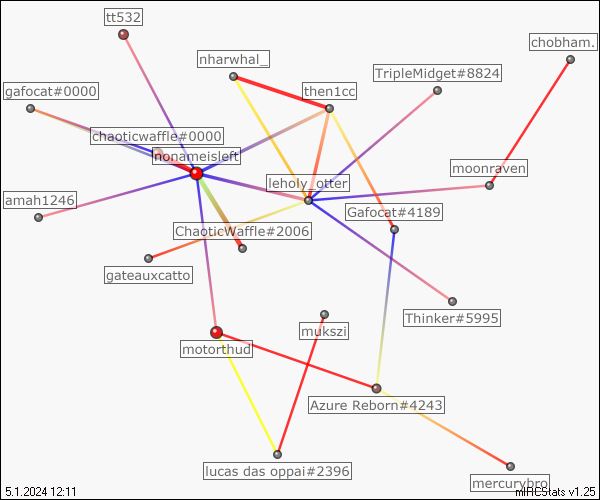 tt532
chobham.
nharwhal_
TripleMidget#8824
gafocat#0000
then1cc
chaoticwaffle#0000
nonameisleft
moonraven
leholy_otter
amah1246
Gafocat#4189
ChaoticWaffle#2006
gateauxcatto
Thinker#5995
mukszi
motorthud
Azure Reborn#4243
lucas das oppai#2396
mercurybro
5.1.2024 12:11
mIRCStats v1.25